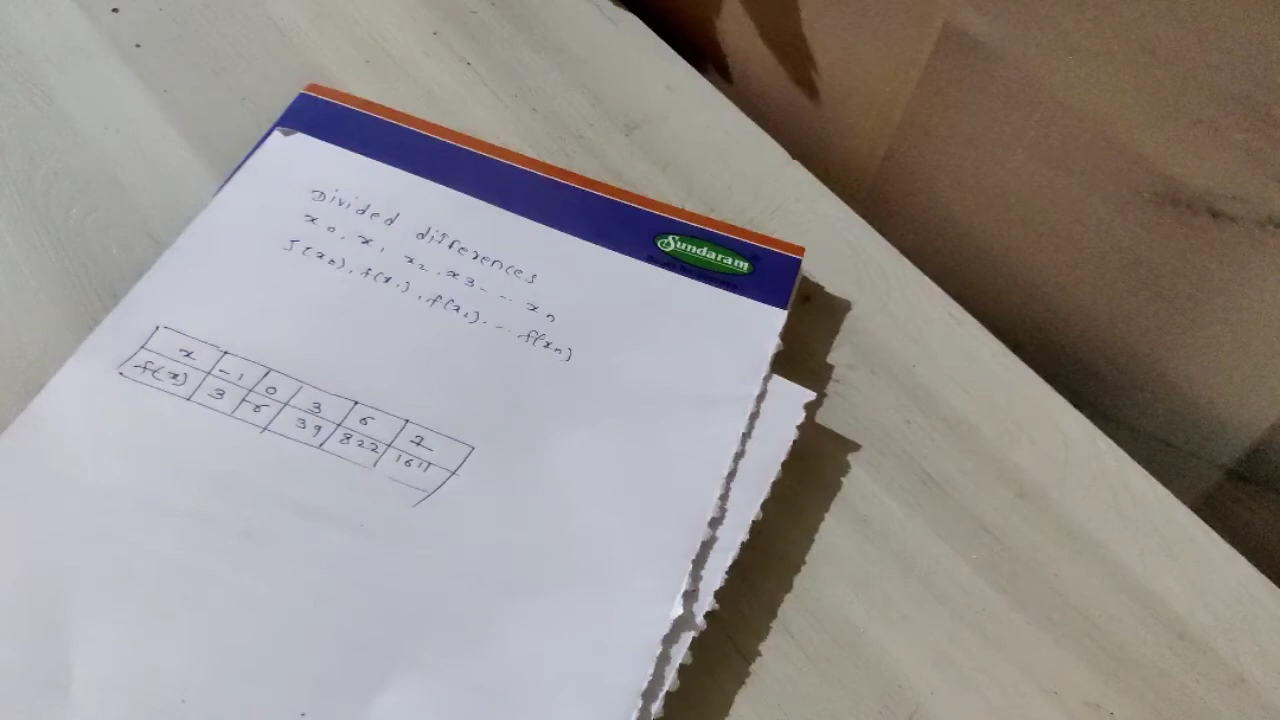 Sundaram
Divided differences
x0, x1, x2, x3, ... xn
f(x0), f(x1), f(x2), ... f(xn)
x -1 0 3 6 7
f(x) 3 -6 39 822 1611